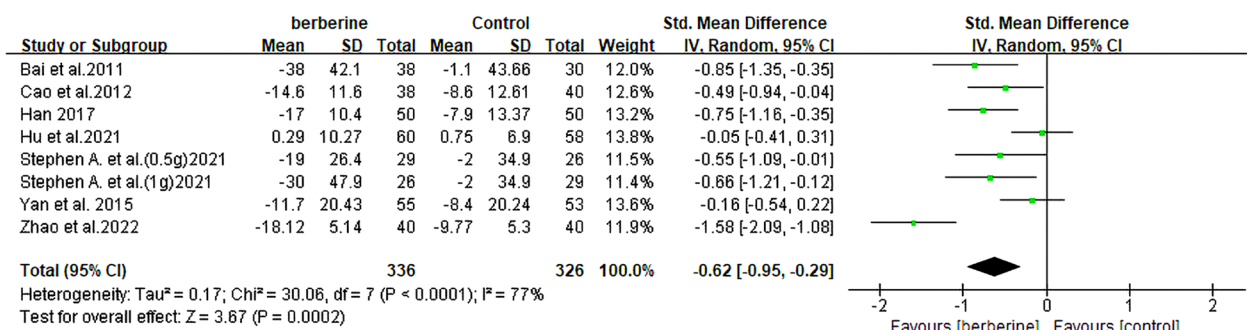 berberine Control Std. Mean Difference Std. Mean Difference
Study or Subgroup Mean SD Total Mean SD Total Weight IV, Random, 95% CI IV, Random, 95% CI
Bai et al.2011 -38 42.1 38 -1.1 43.66 30 12.0% -0.85 [-1.35, -0.35]
Cao et al.2012 -14.6 11.6 38 -8.6 12.61 40 12.6% -0.49 [-0.94, -0.04]
Han 2017 -17 10.4 50 -7.9 13.37 50 13.2% -0.75 [-1.16, -0.35]
Hu et al.2021 0.29 10.27 60 0.75 6.9 58 13.8% -0.05 [-0.41, 0.31]
Stephen A. et al.(0.5g)2021 -19 26.4 29 -2 34.9 26 11.5% -0.55 [-1.09, -0.01]
Stephen A. et al.(1g)2021 -30 47.9 26 -2 34.9 29 11.4% -0.66 [-1.21, -0.12]
Yan et al. 2015 -11.7 20.43 55 -8.4 20.24 53 13.6% -0.16 [-0.54, 0.22]
Zhao et al.2022 -18.12 5.14 40 -9.77 5.3 40 11.9% -1.58 [-2.09, -1.08]
Total (95% CI) 336 326 100.0% -0.62 [-0.95, -0.29]
Heterogeneity: Tau² = 0.17; Chi² = 30.06, df = 7 (P < 0.0001); I² = 77%
Test for overall effect: Z = 3.67 (P = 0.0002)
-2 -1 0 1 2
Favours [berberine] Favours [control]